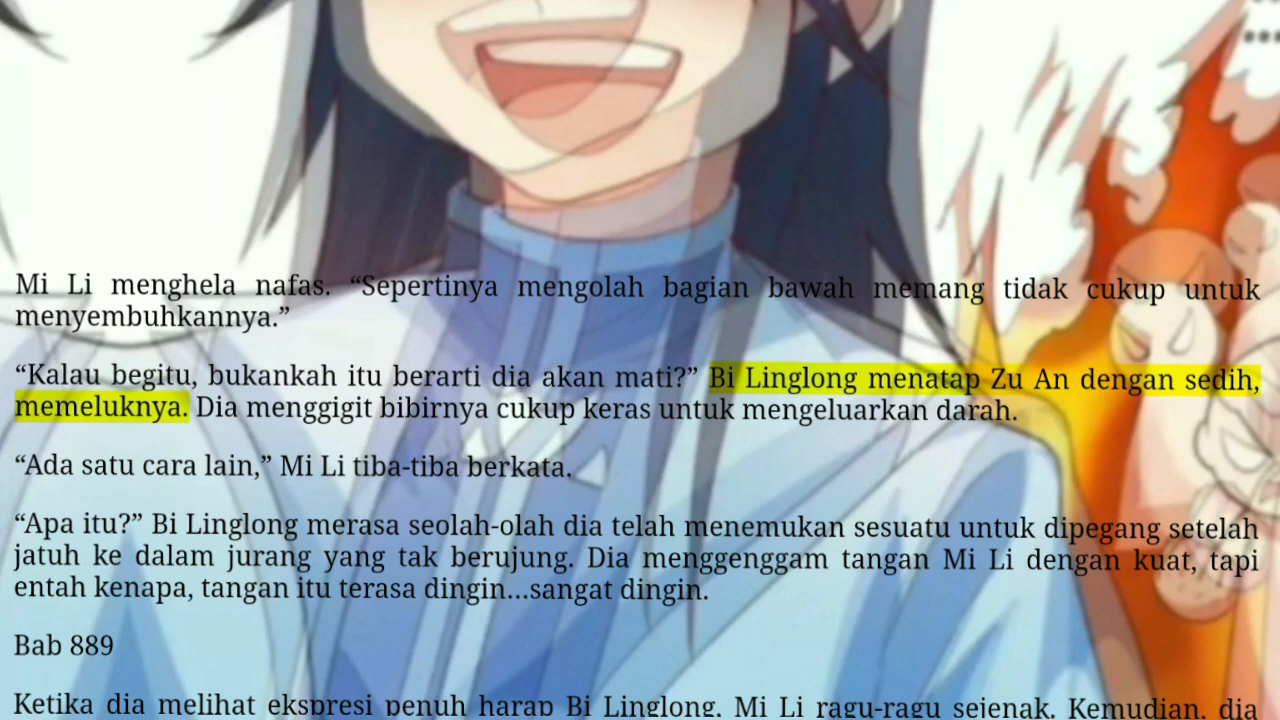 Mi Li menghela nafas. “Sepertinya mengolah bagian bawah memang tidak cukup untuk
menyembuhkannya.”
“Kalau begitu, bukankah itu berarti dia akan mati?” Bi Linglong menatap Zu An dengan sedih,
memeluknya. Dia menggigit bibirnya cukup keras untuk mengeluarkan darah.
“Ada satu cara lain,” Mi Li tiba-tiba berkata.
“Apa itu?” Bi Linglong merasa seolah-olah dia telah menemukan sesuatu untuk dipegang setelah
jatuh ke dalam jurang yang tak berujung. Dia menggenggam tangan Mi Li dengan kuat, tapi
entah kenapa, tangan itu terasa dingin…sangat dingin.
Bab 889
Ketika dia melihat ekspresi penuh harap Bi Linglong, Mi Li ragu-ragu sejenak. Kemudian, dia